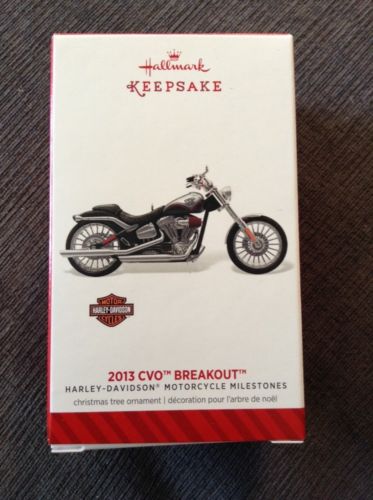 Hallmark
KEEPSAKE
MOTOR
HARLEY-DAVIDSON
CYCLES
2013 CVO™ BREAKOUT™
HARLEY-DAVIDSON® MOTORCYCLE MILESTONES
christmas tree ornament | décoration pour l'arbre de noël